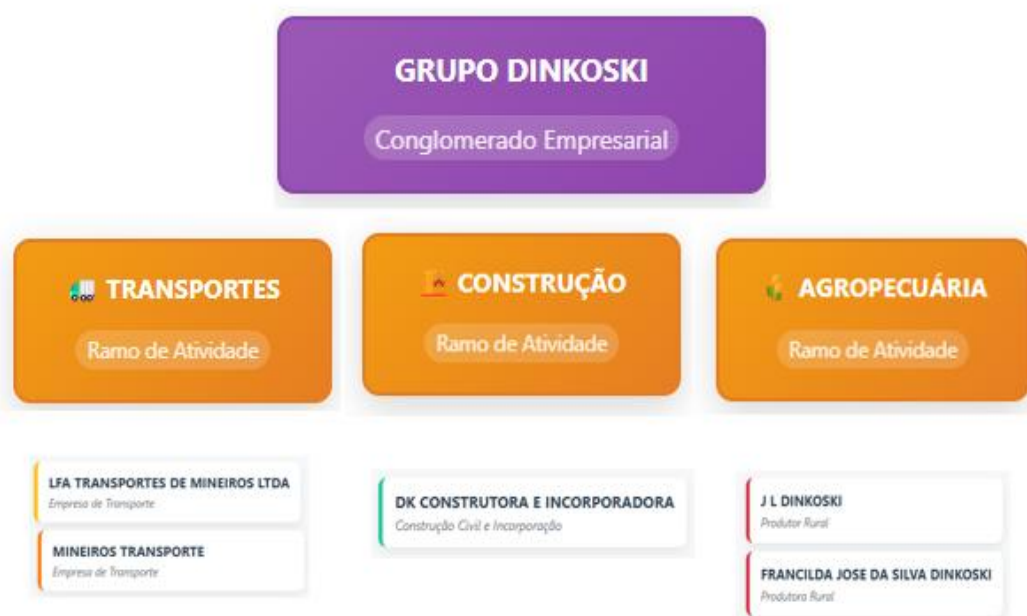 GRUPO DINKOSKI
Conglomerado Empresarial
TRANSPORTES
Ramo de Atividade
CONSTRUÇÃO
Ramo de Atividade
AGROPECUÁRIA
Ramo de Atividade
LFA TRANSPORTES DE MINEIROS LTDA
Empresa de Transporte
MINEIROS TRANSPORTE
Empresa de Transporte
DK CONSTRUTORA E INCORPORADORA
Construção Civil e Incorporação
J L DINKOSKI
Produtor Rural
FRANCILDA JOSE DA SILVA DINKOSKI
Produtora Rural